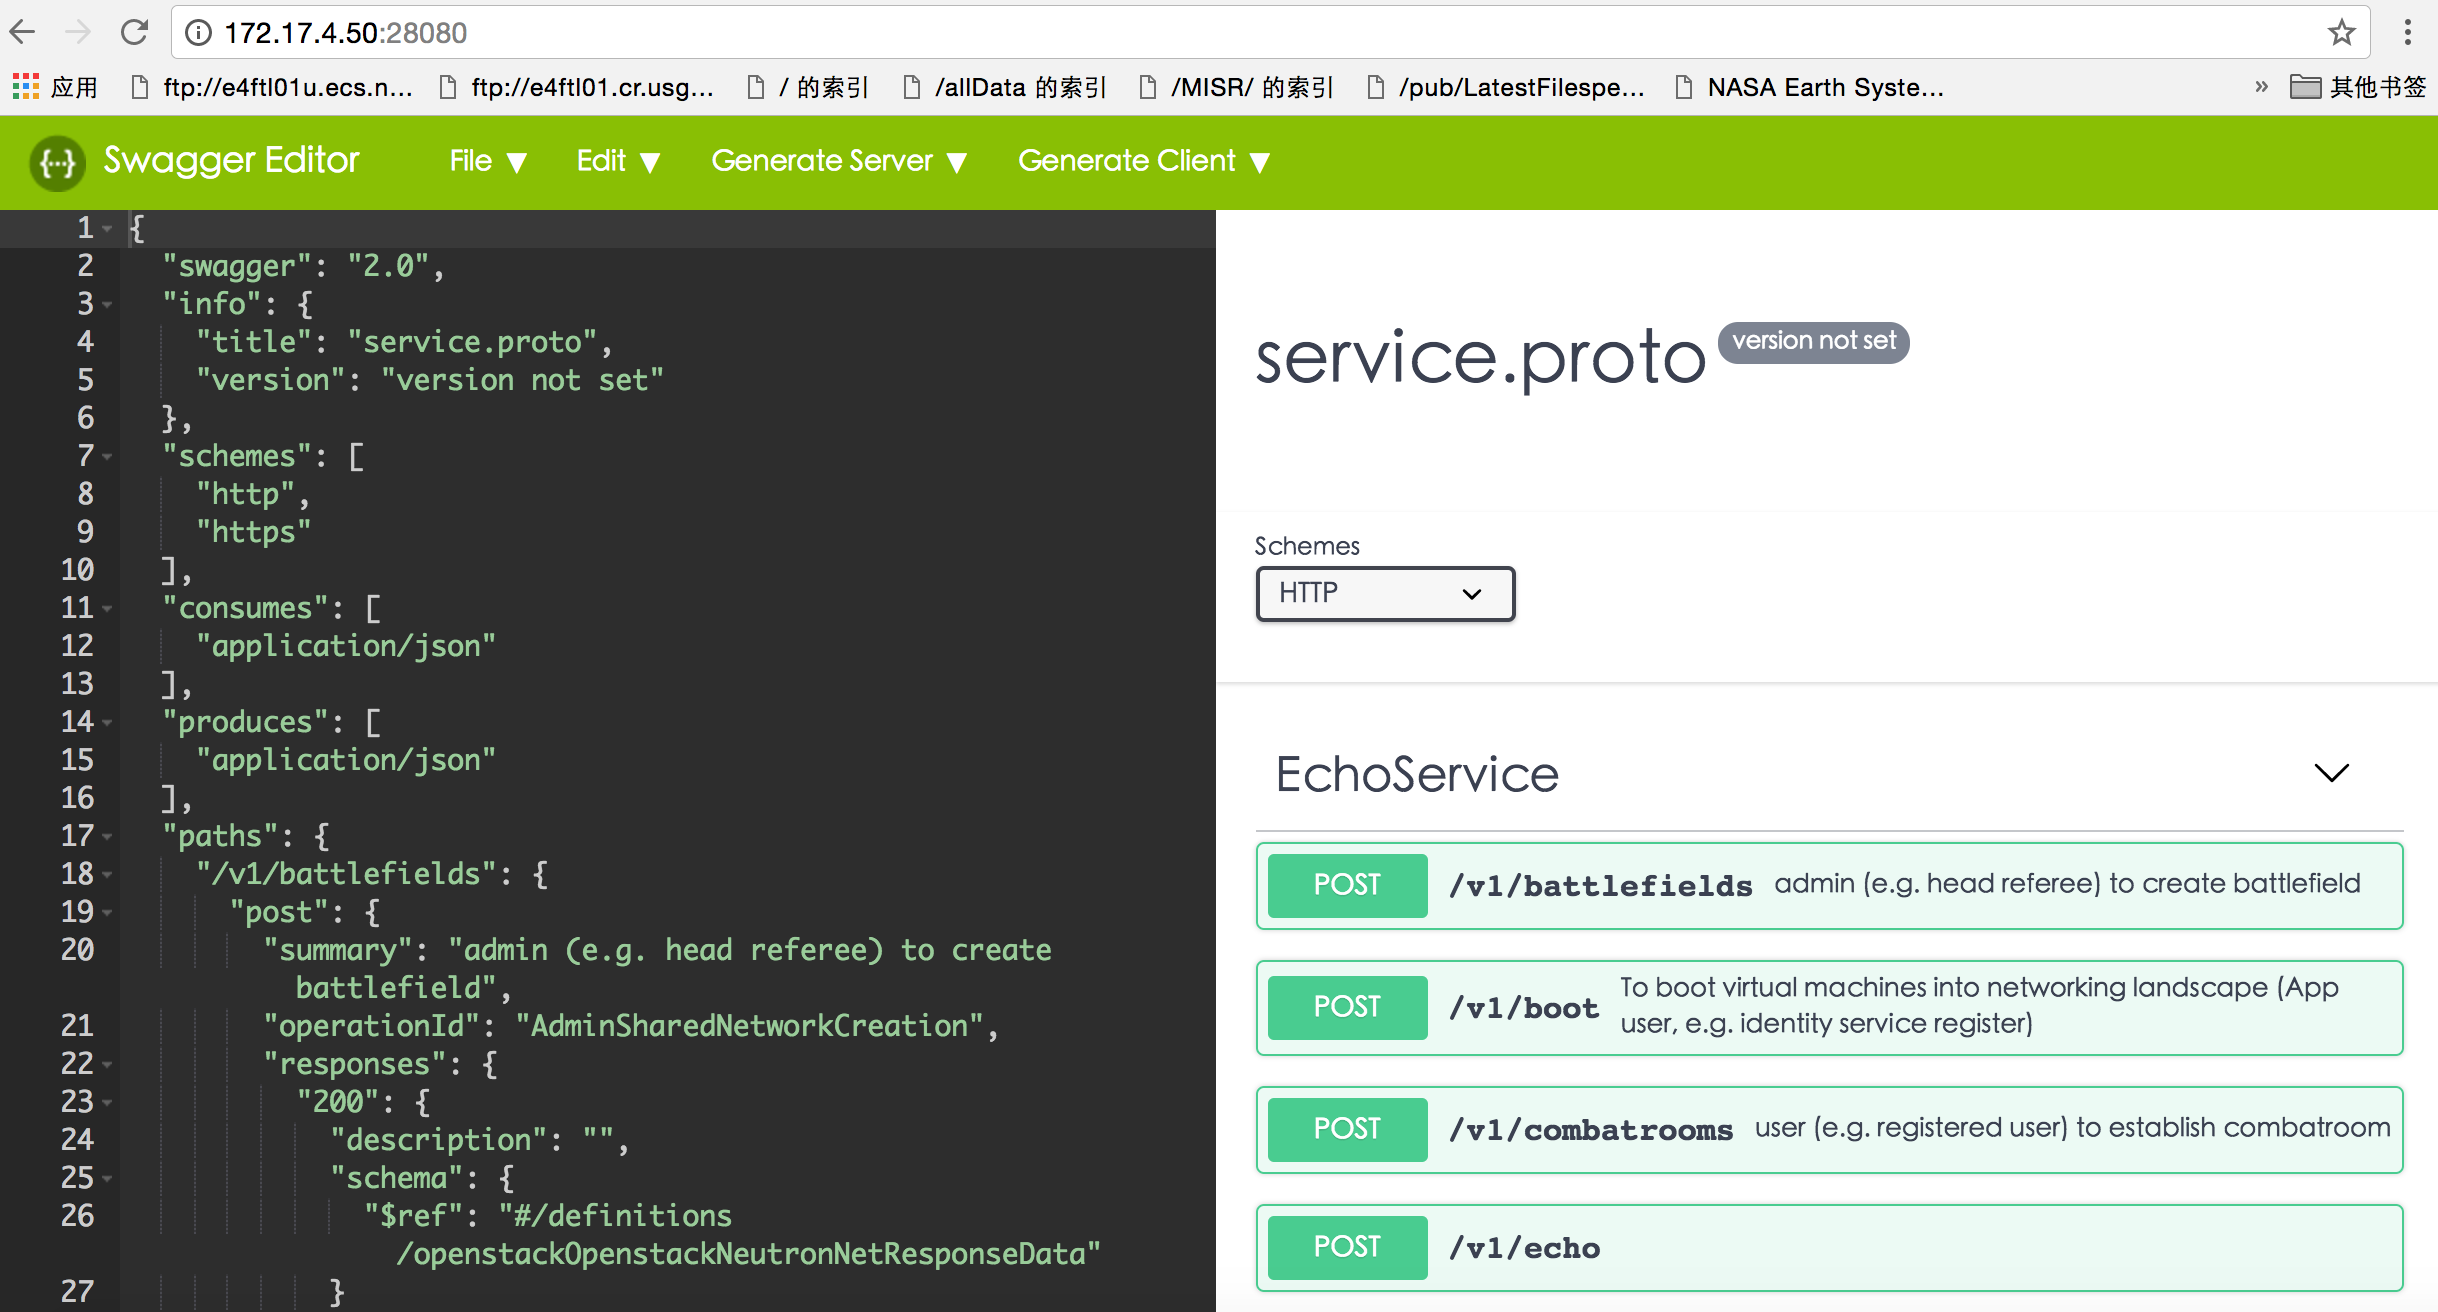 172.17.4.50:28080
应用 ftp://e4ftl01u.ecs.n... ftp://e4ftl01.cr.usg... / 的索引 /allData 的索引 /MISR/ 的索引 /pub/LatestFilespe... NASA Earth Syste... » 其他书签
{···} Swagger Editor File ▼ Edit ▼ Generate Server ▼ Generate Client ▼
1 {
2 "swagger": "2.0",
3 "info": {
4 "title": "service.proto",
5 "version": "version not set"
6 },
7 "schemes": [
8 "http",
9 "https"
10 ],
11 "consumes": [
12 "application/json"
13 ],
14 "produces": [
15 "application/json"
16 ],
17 "paths": {
18 "/v1/battlefields": {
19 "post": {
20 "summary": "admin (e.g. head referee) to create
battlefield",
21 "operationId": "AdminSharedNetworkCreation",
22 "responses": {
23 "200": {
24 "description": "",
25 "schema": {
26 "$ref": "#/definitions
/openstackOpenstackNeutronNetResponseData"
27 }
service.proto version not set
Schemes
HTTP
EchoService
POST /v1/battlefields admin (e.g. head referee) to create battlefield
POST /v1/boot To boot virtual machines into networking landscape (App
user, e.g. identity service register)
POST /v1/combatrooms user (e.g. registered user) to establish combatroom
POST /v1/echo